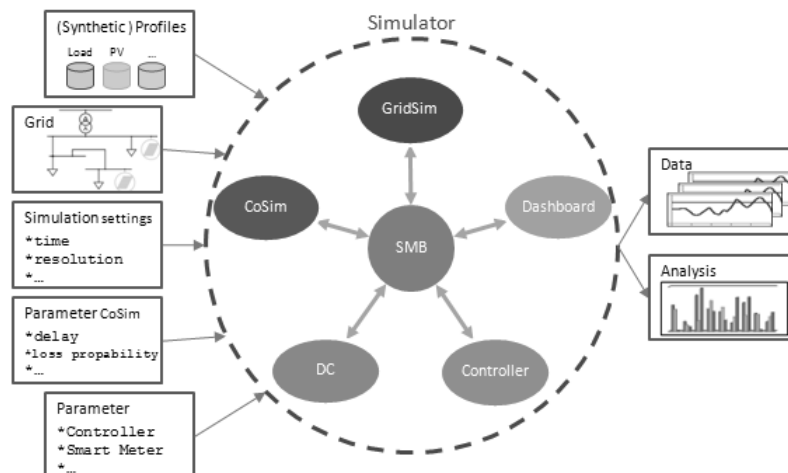 Simulator
(Synthetic) Profiles
Load PV ...
Grid
Simulation settings
*time
*resolution
*...
Parameter CoSim
*delay
*loss propability
*...
Parameter
*Controller
*Smart Meter
*...
GridSim
CoSim
Dashboard
SMB
DC
Controller
Data
Analysis